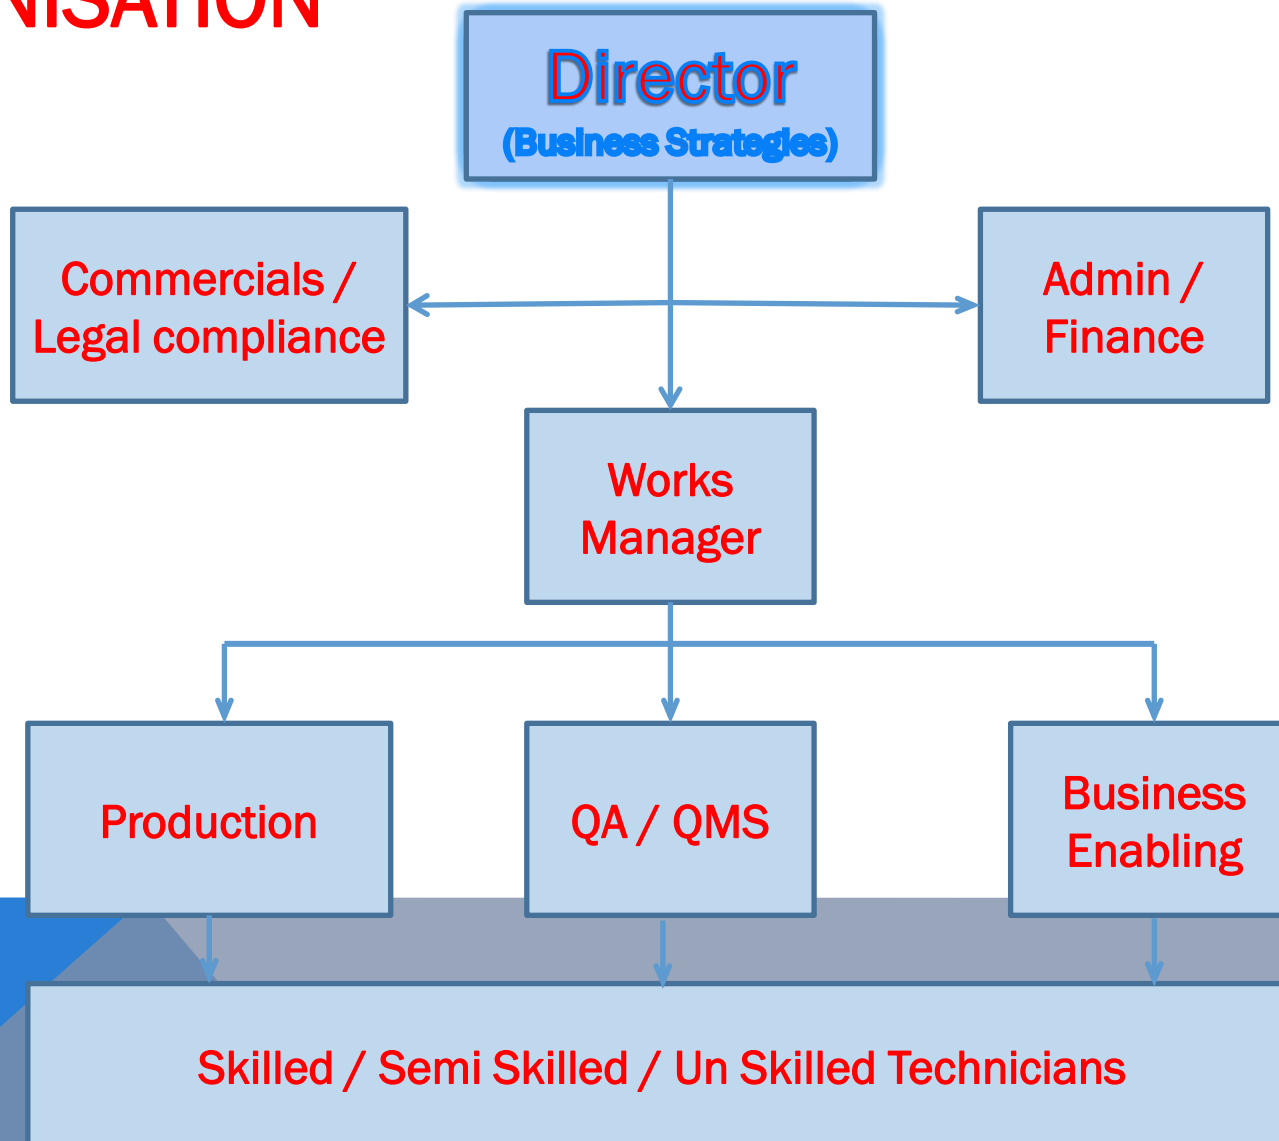 NISATION
Director
(Business Strategies)
Commercials /
Legal compliance
Admin /
Finance
Works
Manager
Production
QA / QMS
Business
Enabling
Skilled / Semi Skilled / Un Skilled Technicians